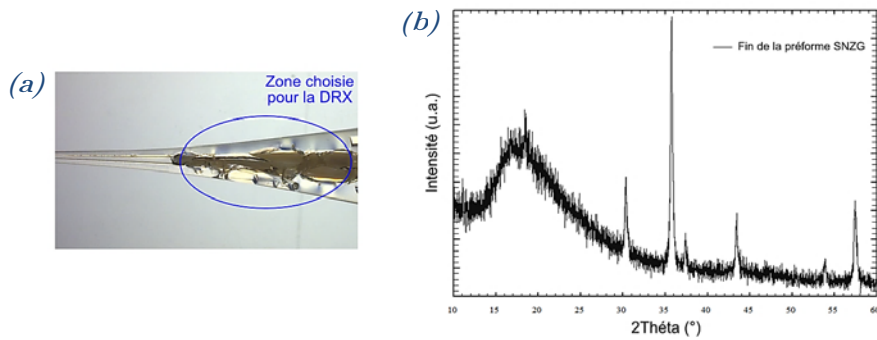 (a)
Zone choisie
pour la DRX
(b)
Intensité (u.a.)
Fin de la préforme SNZG
10 15 20 25 30 35 40 45 50 55 60
2Théta (°)